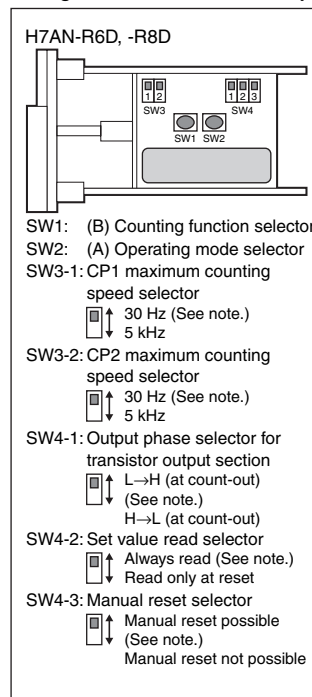 H7AN-R6D, -R8D
1 2
1 2 3
SW3
SW4
SW1 SW2
SW1: (B) Counting function selector
SW2: (A) Operating mode selector
SW3-1: CP1 maximum counting
speed selector
30 Hz (See note.)
5 kHz
SW3-2: CP2 maximum counting
speed selector
30 Hz (See note.)
5 kHz
SW4-1: Output phase selector for
transistor output section
L→H (at count-out)
(See note.)
H→L (at count-out)
SW4-2: Set value read selector
Always read (See note.)
Read only at reset
SW4-3: Manual reset selector
Manual reset possible
(See note.)
Manual reset not possible